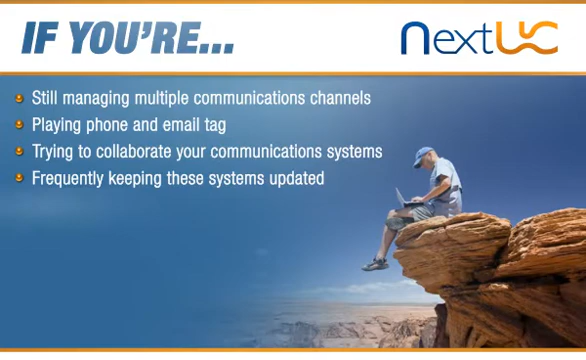 IF YOU'RE...
NextUC
Still managing multiple communications channels
Playing phone and email tag
Trying to collaborate your communications systems
Frequently keeping these systems updated